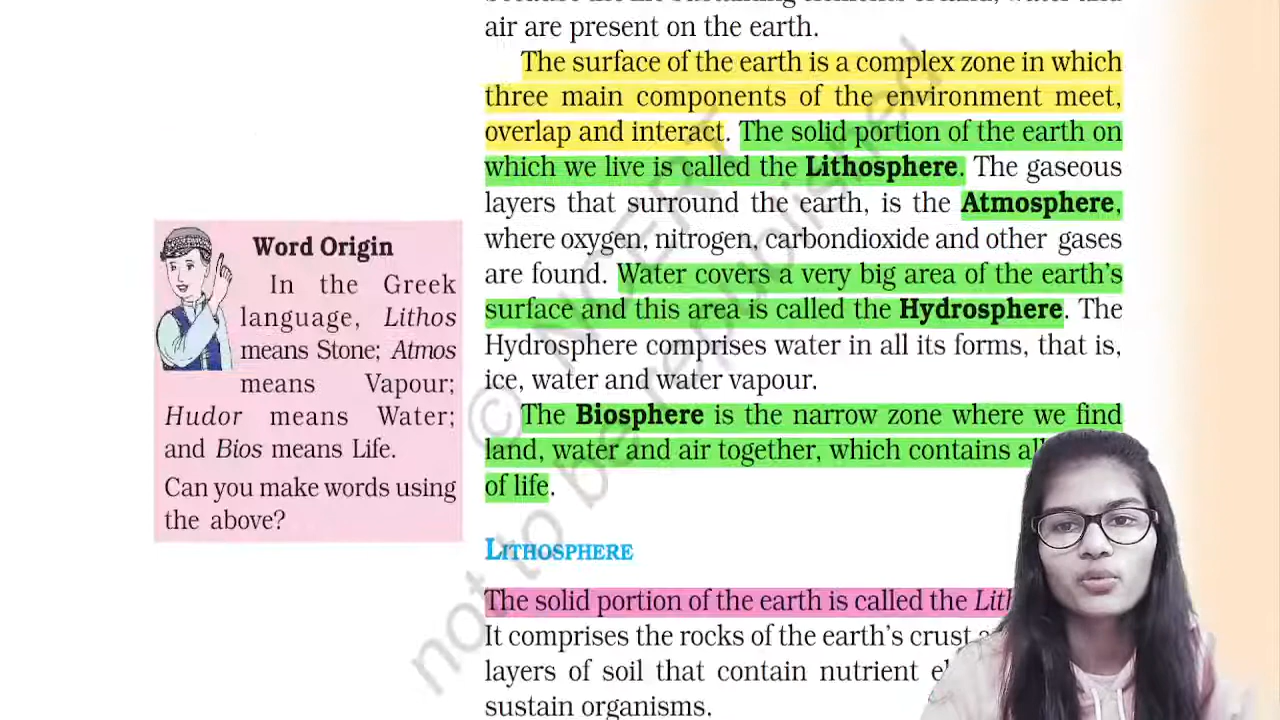 air are present on the earth.
The surface of the earth is a complex zone in which
three main components of the environment meet,
overlap and interact. The solid portion of the earth on
which we live is called the Lithosphere. The gaseous
layers that surround the earth, is the Atmosphere,
where oxygen, nitrogen, carbondioxide and other gases
are found. Water covers a very big area of the earth's
surface and this area is called the Hydrosphere. The
Hydrosphere comprises water in all its forms, that is,
ice, water and water vapour.
The Biosphere is the narrow zone where we find
land, water and air together, which contains al
of life.
LITHOSPHERE
The solid portion of the earth is called the Lit
It comprises the rocks of the earth's crust
layers of soil that contain nutrient
sustain organisms.
Word Origin
In the Greek
language, Lithos
means Stone; Atmos
means Vapour;
Hudor means Water;
and Bios means Life.
Can you make words using
the above?
© NCERT
not to be republished